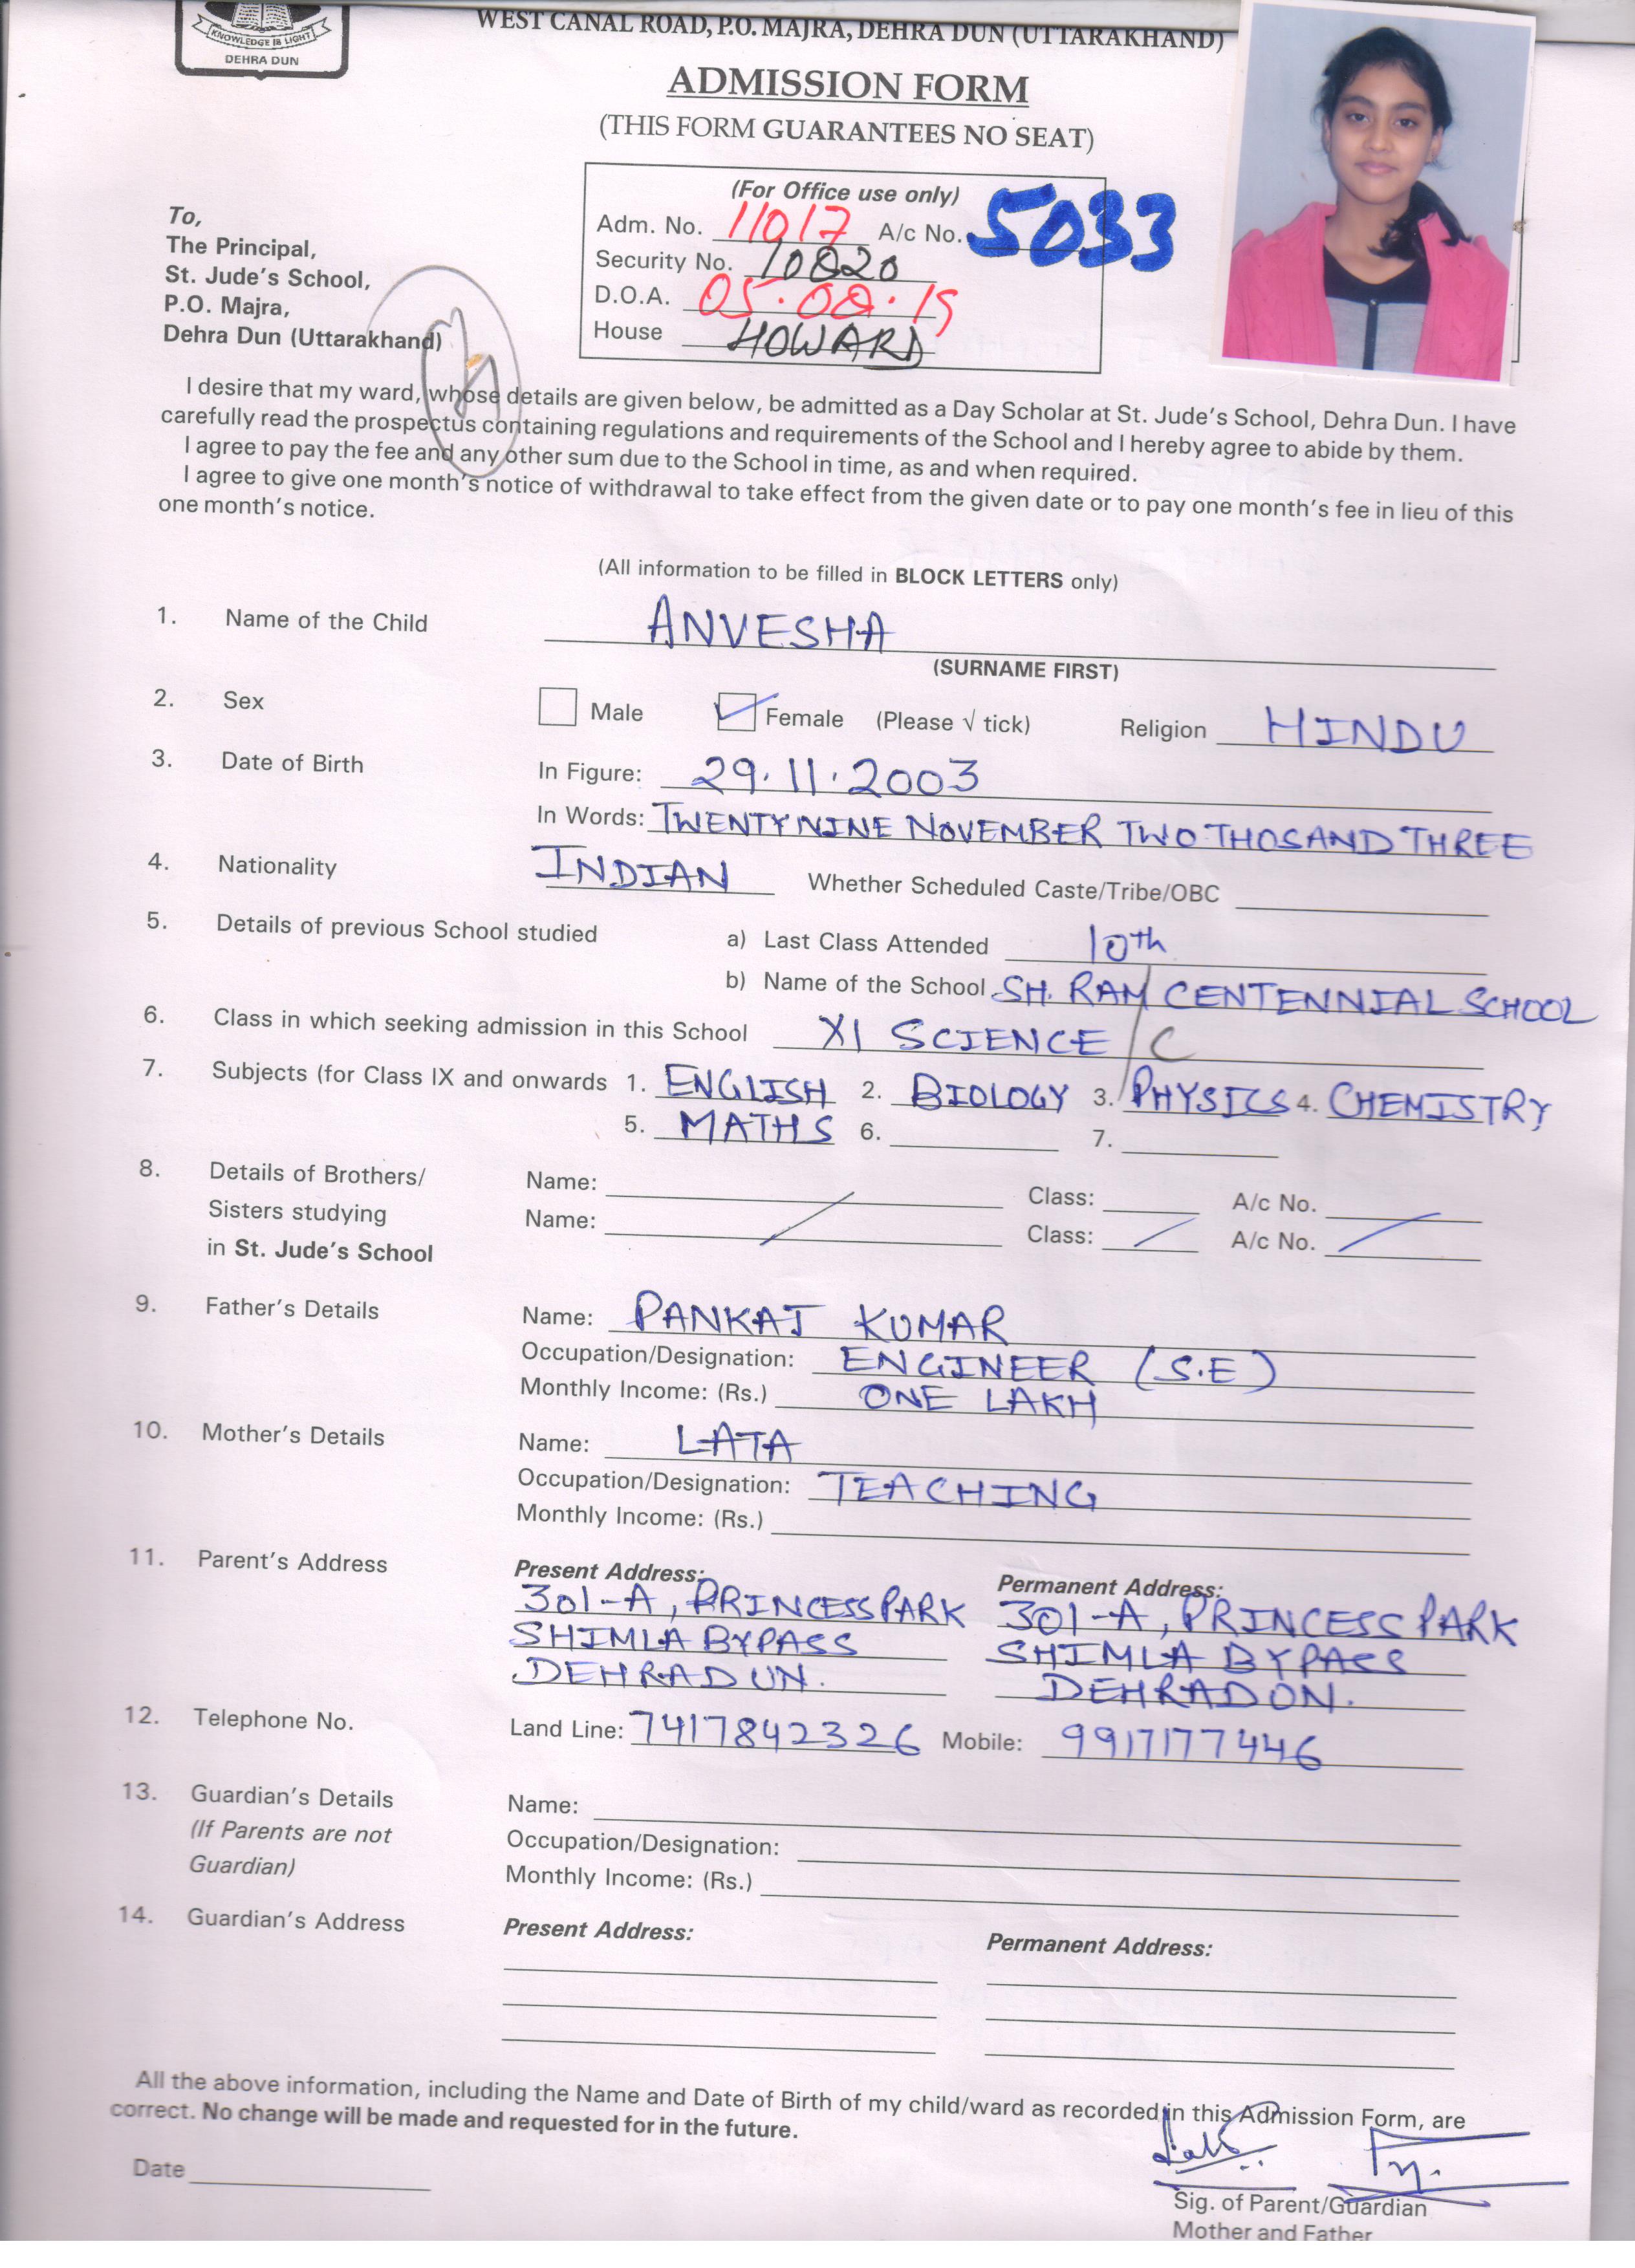 KNOWLEDGE IS LIGHT
DEHRA DUN
WEST CANAL ROAD, P.O. MAJRA, DEHRA DUN (UTTARAKHAND)
ADMISSION FORM
(THIS FORM GUARANTEES NO SEAT)
(For Office use only)
Adm. No. 11017 A/c No. 5033
Security No. 10820
D.O.A.
House HOWARD
To,
The Principal,
St. Jude's School,
P.O. Majra,
Dehra Dun (Uttarakhand)
I desire that my ward, whose details are given below, be admitted as a Day Scholar at St. Jude's School, Dehra Dun. I have
carefully read the prospectus containing regulations and requirements of the School and I hereby agree to abide by them.
I agree to pay the fee and any other sum due to the School in time, as and when required.
I agree to give one month's notice of withdrawal to take effect from the given date or to pay one month's fee in lieu of this
one month's notice.
(All information to be filled in BLOCK LETTERS only)
1. Name of the Child ANVESHA
(SURNAME FIRST)
2. Sex Male Female (Please √ tick) Religion HINDU
3. Date of Birth In Figure: 29.11.2003
In Words: TWENTY NINE NOVEMBER TWO THOSAND THREE
4. Nationality INDIAN Whether Scheduled Caste/Tribe/OBC
5. Details of previous School studied a) Last Class Attended 10th
b) Name of the School SH. RAM CENTENNIAL SCHOOL
6. Class in which seeking admission in this School XI SCIENCE / C
7. Subjects (for Class IX and onwards 1. ENGLISH 2. BIOLOGY 3. PHYSICS 4. CHEMISTRY
5. MATHS 6. 7.
8. Details of Brothers/ Name: Class: A/c No.
Sisters studying Name: Class: A/c No.
in St. Jude's School
9. Father's Details Name: PANKAJ KUMAR
Occupation/Designation: ENGINEER (S.E)
Monthly Income: (Rs.) ONE LAKH
10. Mother's Details Name: LATA
Occupation/Designation: TEACHING
Monthly Income: (Rs.)
11. Parent's Address Present Address: Permanent Address:
301-A, PRINCESS PARK 301-A, PRINCESS PARK
SHIMLA BYPASS SHIMLA BYPASS
DEHRADUN. DEHRADON.
12. Telephone No. Land Line: 7417842326 Mobile: 9917177446
13. Guardian's Details Name:
(If Parents are not Occupation/Designation:
Guardian) Monthly Income: (Rs.)
14. Guardian's Address Present Address: Permanent Address:
All the above information, including the Name and Date of Birth of my child/ward as recorded in this Admission Form, are
correct. No change will be made and requested for in the future.
Date
Sig. of Parent/Guardian
Mother and Father